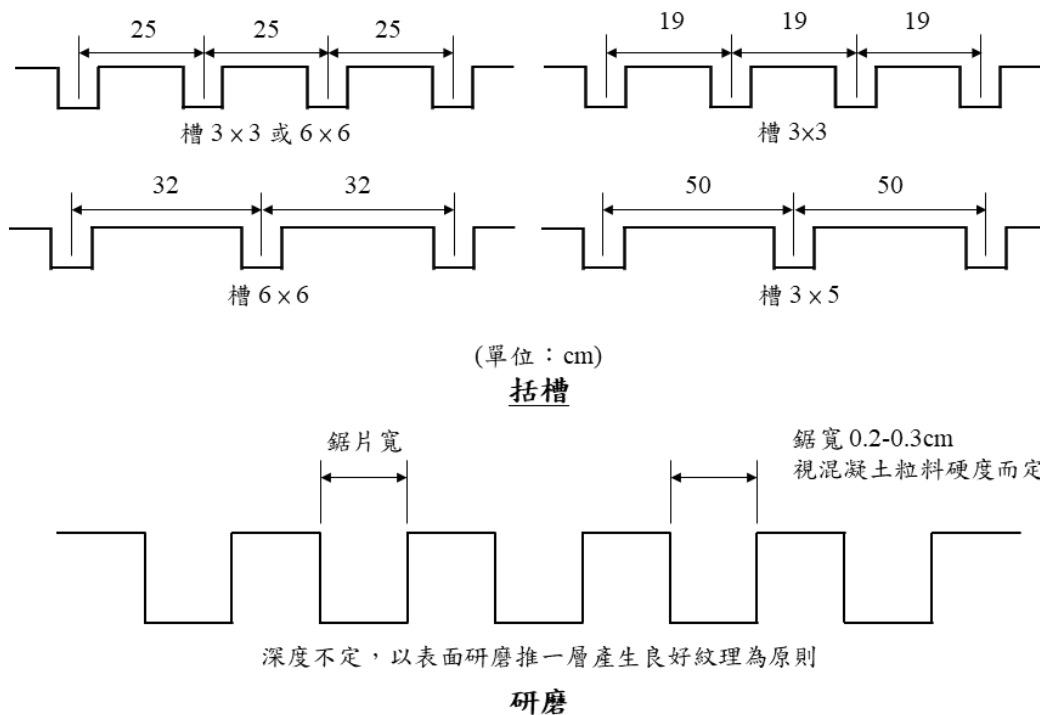 25 25 25
19 19 19
槽 3 × 3 或 6 × 6
槽 3×3
32 32
50 50
槽 6 × 6
槽 3 × 5
(單位：cm)
括槽
鋸片寬
鋸寬 0.2-0.3cm
視混凝土粒料硬度而定
深度不定，以表面研磨推一層產生良好紋理為原則
研磨